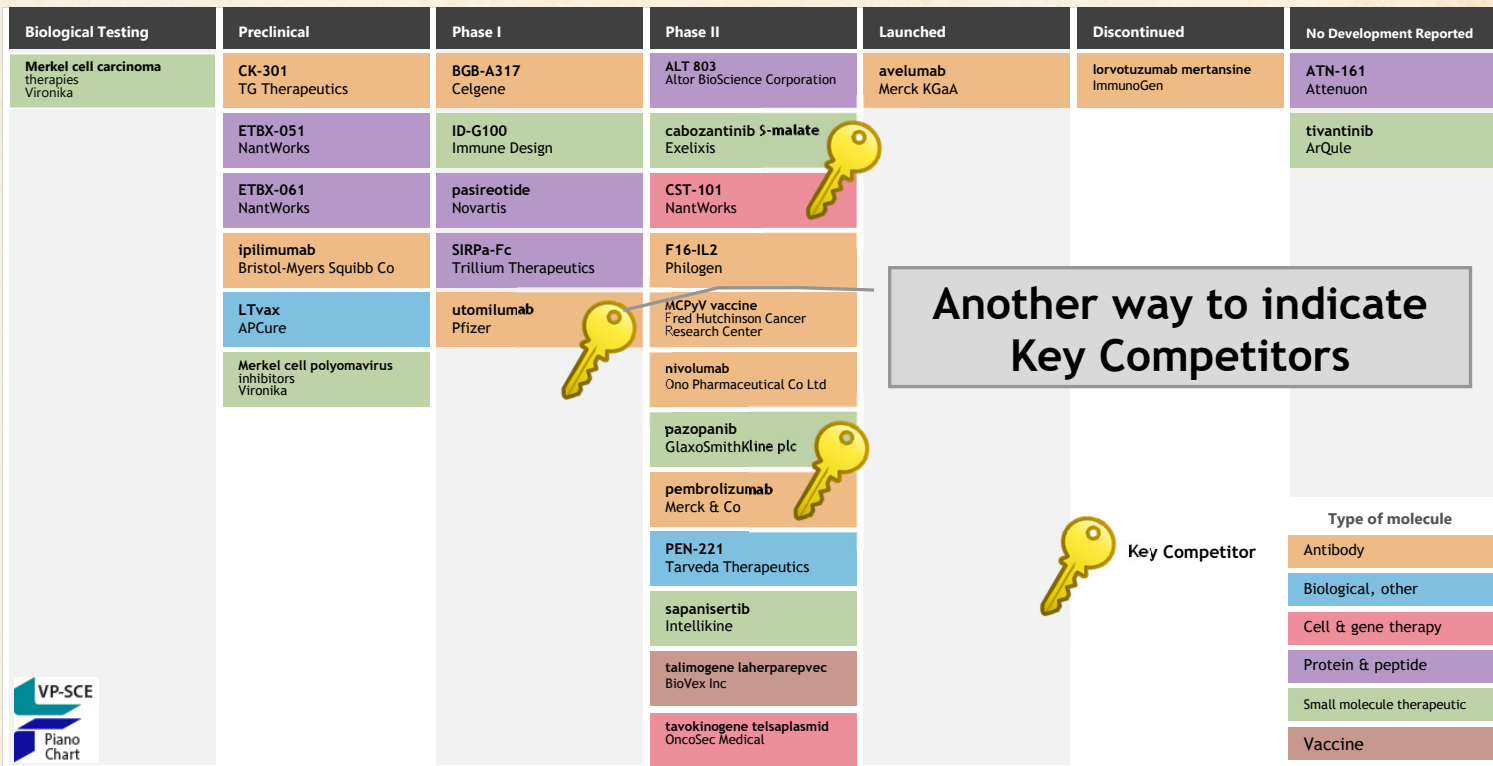 Biological Testing
Preclinical
Phase I
Phase II
Launched
Discontinued
No Development Reported
Merkel cell carcinoma
therapies
Vironika
CK-301
TG Therapeutics
ETBX-051
NantWorks
ETBX-061
NantWorks
ipilimumab
Bristol-Myers Squibb Co
LTvax
APCure
Merkel cell polyomavirus
inhibitors
Vironika
BGB-A317
Celgene
ID-G100
Immune Design
pasireotide
Novartis
SIRPa-Fc
Trillium Therapeutics
utomilumab
Pfizer
ALT 803
Altor BioScience Corporation
cabozantinib S-malate
Exelixis
CST-101
NantWorks
F16-IL2
Philogen
MCPyV vaccine
Fred Hutchinson Cancer
Research Center
nivolumab
Ono Pharmaceutical Co Ltd
pazopanib
GlaxoSmithKline plc
pembrolizumab
Merck & Co
PEN-221
Tarveda Therapeutics
sapanisertib
Intellikine
talimogene laherparepvec
BioVex Inc
tavokinogene telsaplasmid
OncoSec Medical
avelumab
Merck KGaA
lorvotuzumab mertansine
ImmunoGen
ATN-161
Attenuon
tivantinib
ArQule
Another way to indicate
Key Competitors
Key Competitor
Type of molecule
Antibody
Biological, other
Cell & gene therapy
Protein & peptide
Small molecule therapeutic
Vaccine
VP-SCE
Piano
Chart